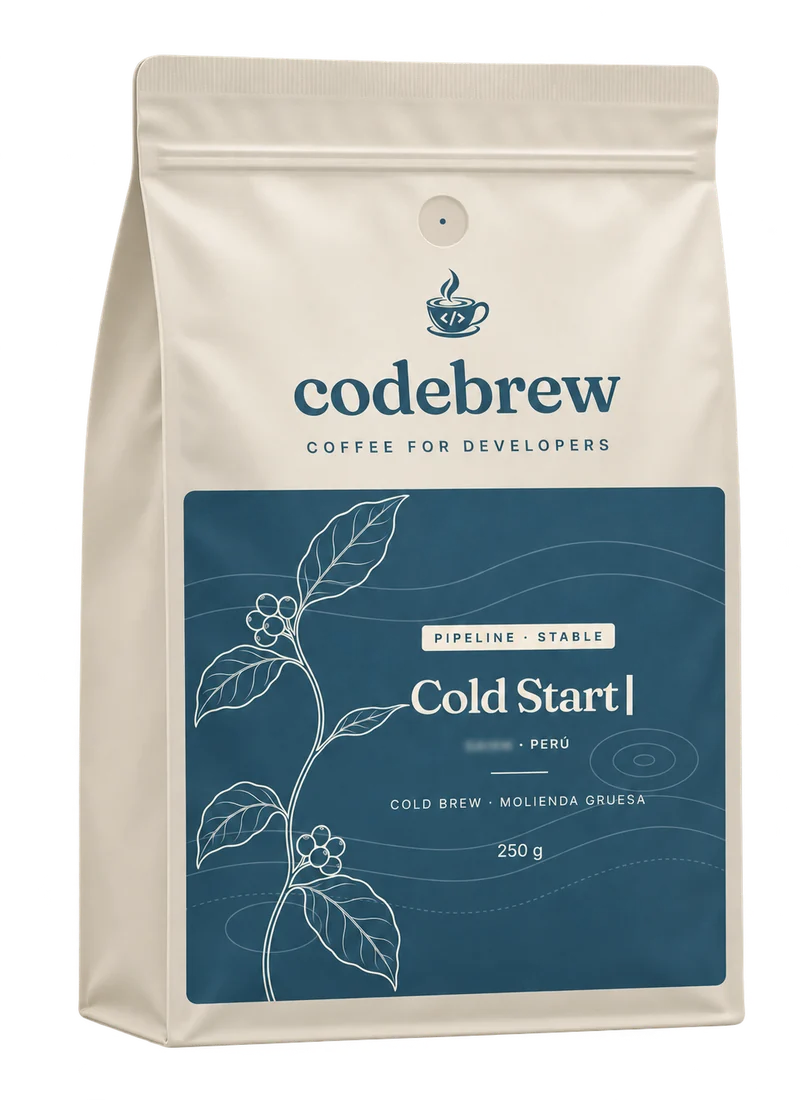 </>
codebrew
COFFEE FOR DEVELOPERS
PIPELINE · STABLE
Cold Start|
· PERÚ
COLD BREW · MOLIENDA GRUESA
250 g